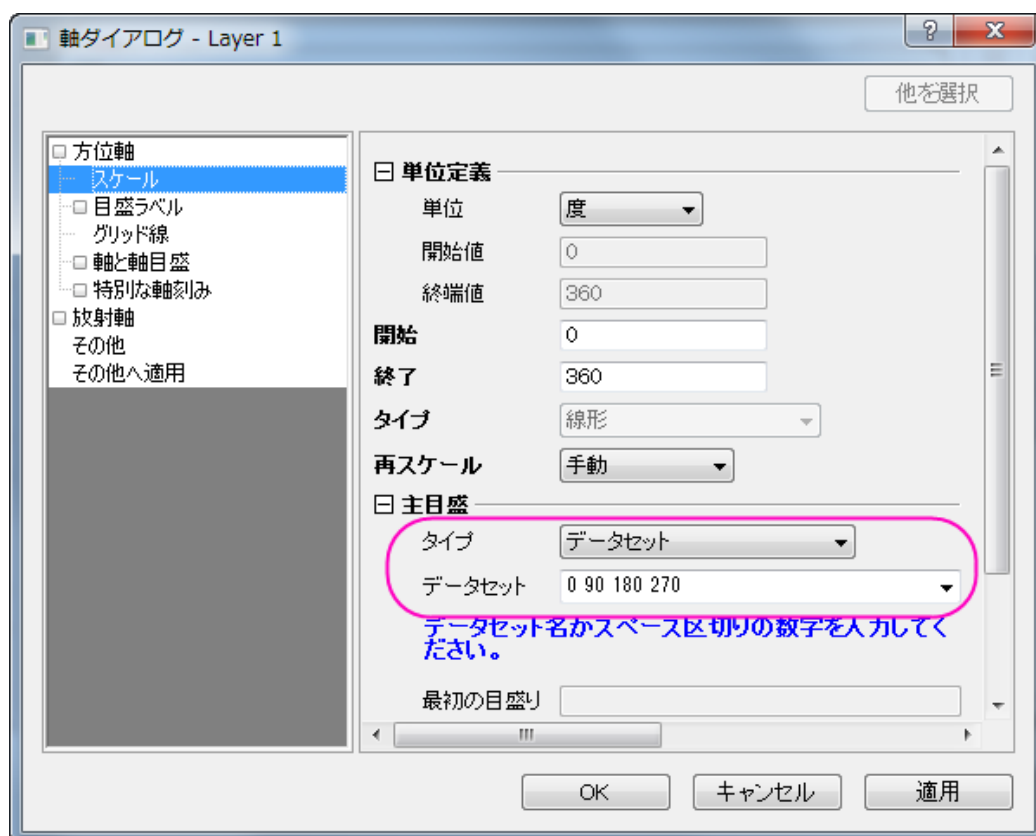 軸ダイアログ - Layer 1
他を選択
方位軸
スケール
目盛ラベル
グリッド線
軸と軸目盛
特別な軸刻み
放射軸
その他
その他へ適用
単位定義
単位 度
開始値 0
終端値 360
開始 0
終了 360
タイプ 線形
再スケール 手動
主目盛
タイプ データセット
データセット 0 90 180 270
データセット名かスペース区切りの数字を入力してく
ださい。
最初の目盛り
OK キャンセル 適用